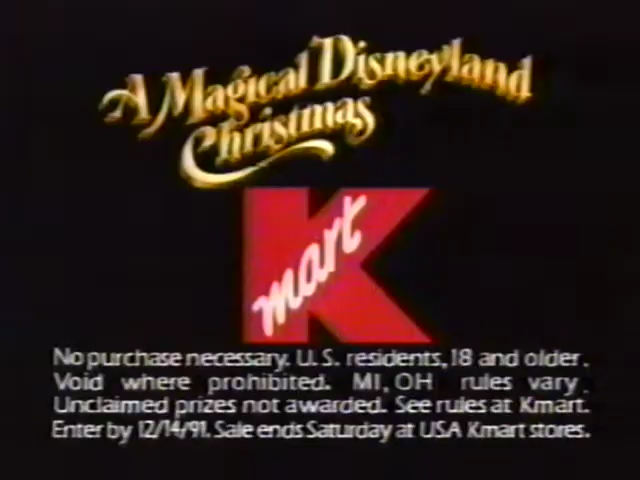 A Magical Disneyland
Christmas
K
mart
No purchase necessary. U.S. residents, 18 and older.
Void where prohibited. MI, OH rules vary.
Unclaimed prizes not awarded. See rules at Kmart.
Enter by 12/14/91. Sale ends Saturday at USA Kmart stores.